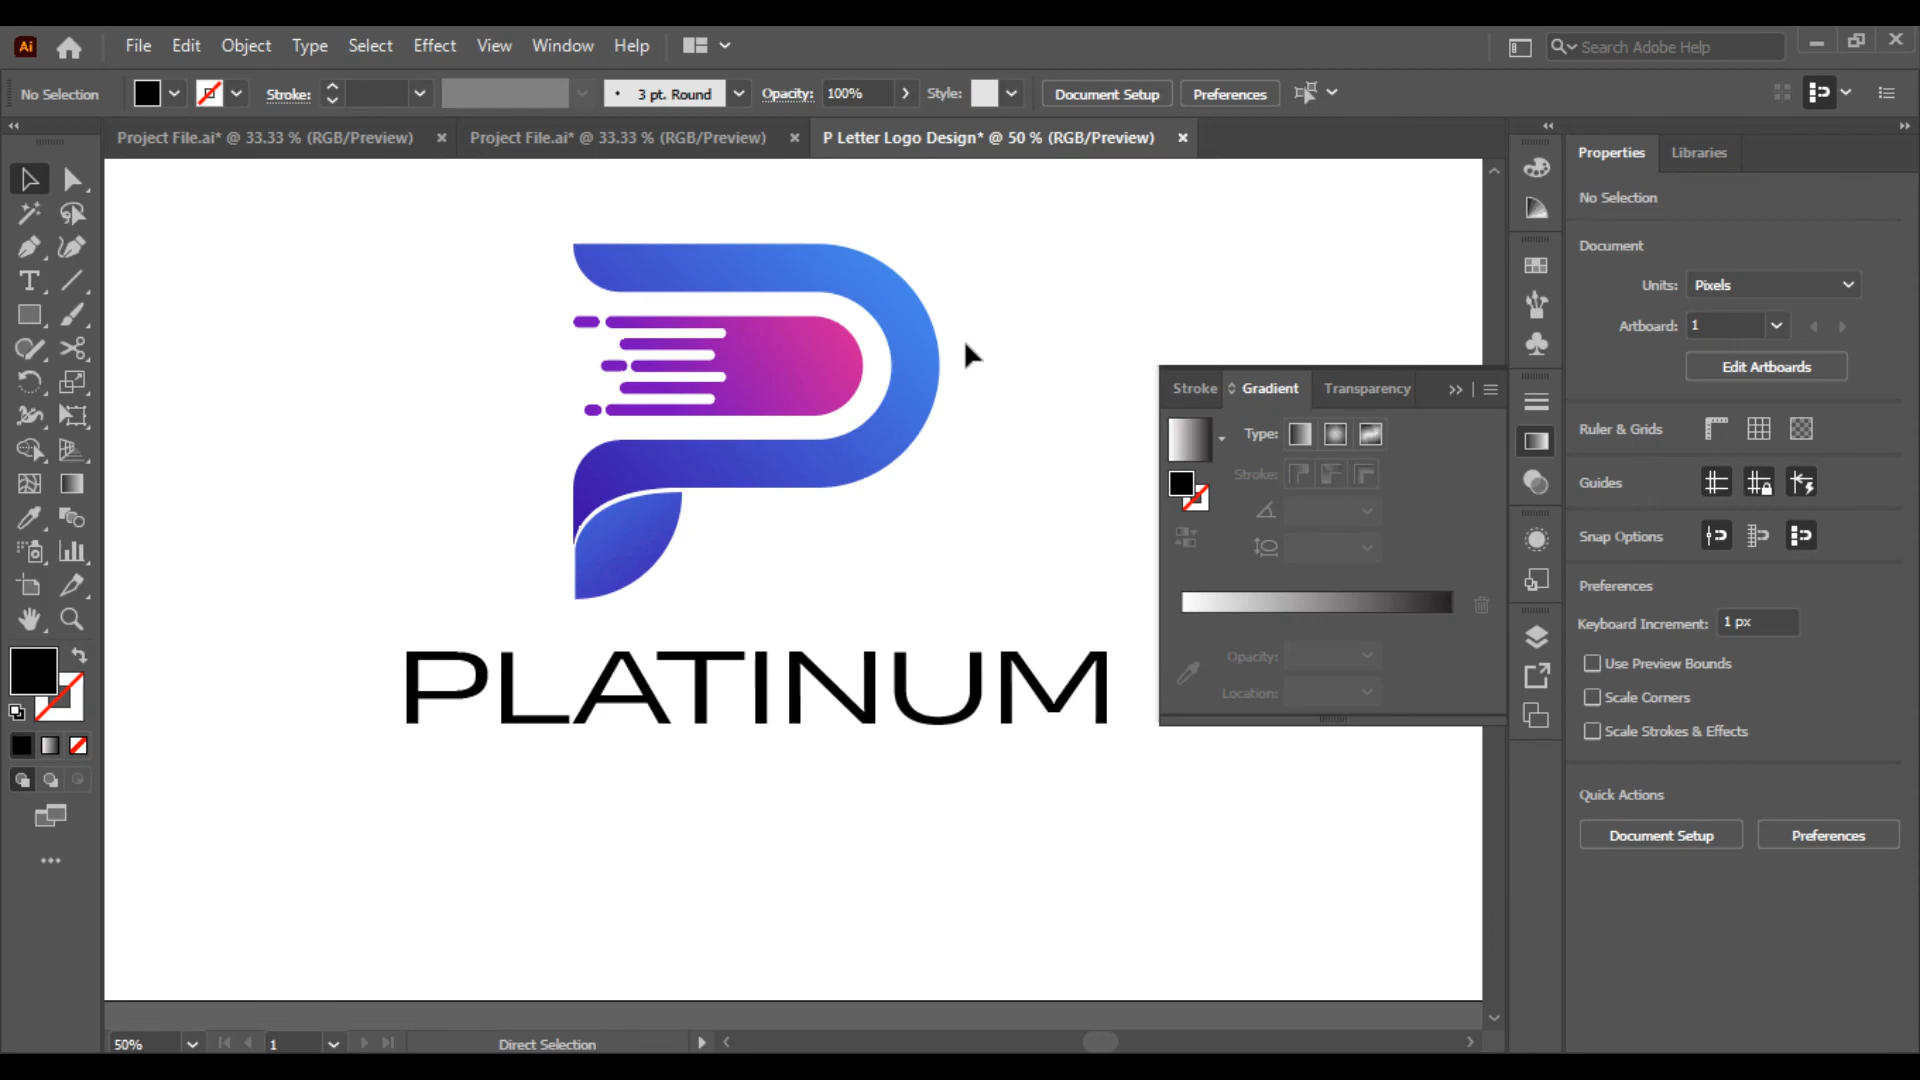 Ai File Edit Object Type Select Effect View Window Help Search Adobe Help
No Selection Stroke: 3 pt. Round Opacity: 100% Style: Document Setup Preferences
Project File.ai* @ 33.33 % (RGB/Preview) Project File.ai* @ 33.33 % (RGB/Preview) P Letter Logo Design* @ 50 % (RGB/Preview)
PLATINUM
Stroke Gradient Transparency
Type:
Stroke:
Opacity:
Location:
Properties Libraries
No Selection
Document
Units: Pixels
Artboard: 1
Edit Artboards
Ruler & Grids
Guides
Snap Options
Preferences
Keyboard Increment: 1 px
Use Preview Bounds
Scale Corners
Scale Strokes & Effects
Quick Actions
Document Setup Preferences
50% 1 Direct Selection